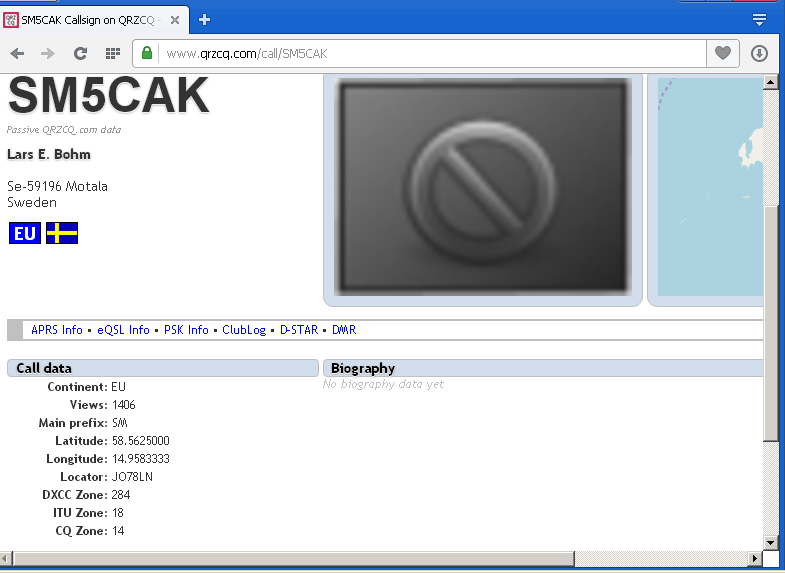 SM5CAK Callsign on QRZCQ -
www.qrzcq.com/call/SM5CAK
SM5CAK
Passive QRZCQ.com data
Lars E. Bohm
Se-59196 Motala
Sweden
EU
APRS Info • eQSL Info • PSK Info • ClubLog • D-STAR • DMR
Call data
Continent: EU
Views: 1406
Main prefix: SM
Latitude: 58.5625000
Longitude: 14.9583333
Locator: JO78LN
DXCC Zone: 284
ITU Zone: 18
CQ Zone: 14
Biography
No biography data yet